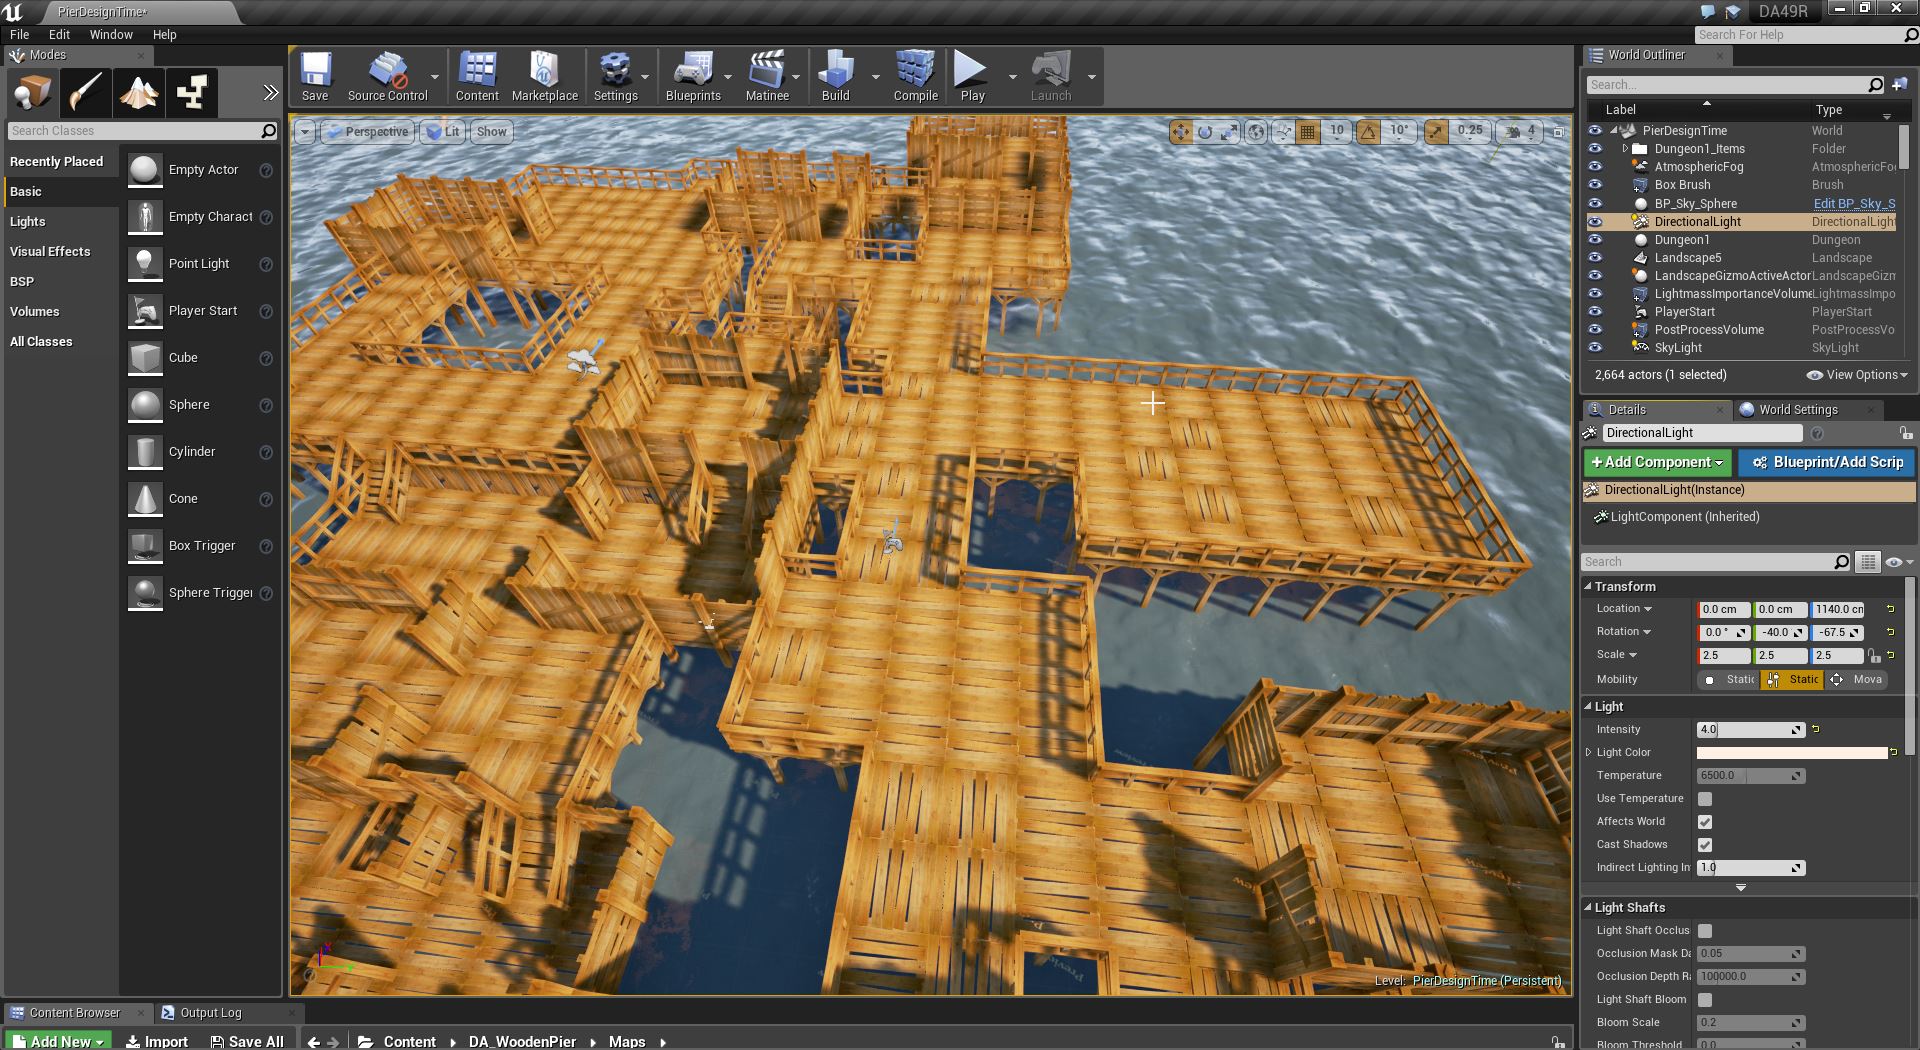 PierDesignTime*
DA49R
File Edit Window Help
Search For Help
Modes
Search Classes
Recently Placed
Basic
Lights
Visual Effects
BSP
Volumes
All Classes
Empty Actor
Empty Charact
Point Light
Player Start
Cube
Sphere
Cylinder
Cone
Box Trigger
Sphere Trigger
Save Source Control Content Marketplace Settings Blueprints Matinee Build Compile Play Launch
Perspective Lit Show
10 10° 0.25 4
Level: PierDesignTime (Persistent)
World Outliner
Search...
Label Type
PierDesignTime World
Dungeon1_Items Folder
AtmosphericFog AtmosphericFo
Box Brush Brush
BP_Sky_Sphere Edit BP_Sky_S
DirectionalLight DirectionalLight
Dungeon1 Dungeon
Landscape5 Landscape
LandscapeGizmoActiveActor LandscapeGizm
LightmassImportanceVolume LightmassImpo
PlayerStart PlayerStart
PostProcessVolume PostProcessVo
SkyLight SkyLight
2,664 actors (1 selected) View Options
Details World Settings
DirectionalLight
+Add Component Blueprint/Add Scrip
DirectionalLight(Instance)
LightComponent (Inherited)
Search
Transform
Location 0.0 cm 0.0 cm 1140.0 cm
Rotation 0.0 ° -40.0 -67.5
Scale 2.5 2.5 2.5
Mobility Static Static Mova
Light
Intensity 4.0
Light Color
Temperature 6500.0
Use Temperature
Affects World
Cast Shadows
Indirect Lighting In 1.0
Light Shafts
Light Shaft Occlus
Occlusion Mask Da 0.05
Occlusion Depth Ra 100000.0
Light Shaft Bloom
Bloom Scale 0.2
Bloom Threshold 0.0
Content Browser Output Log
Add New Import Save All Content DA_WoodenPier Maps